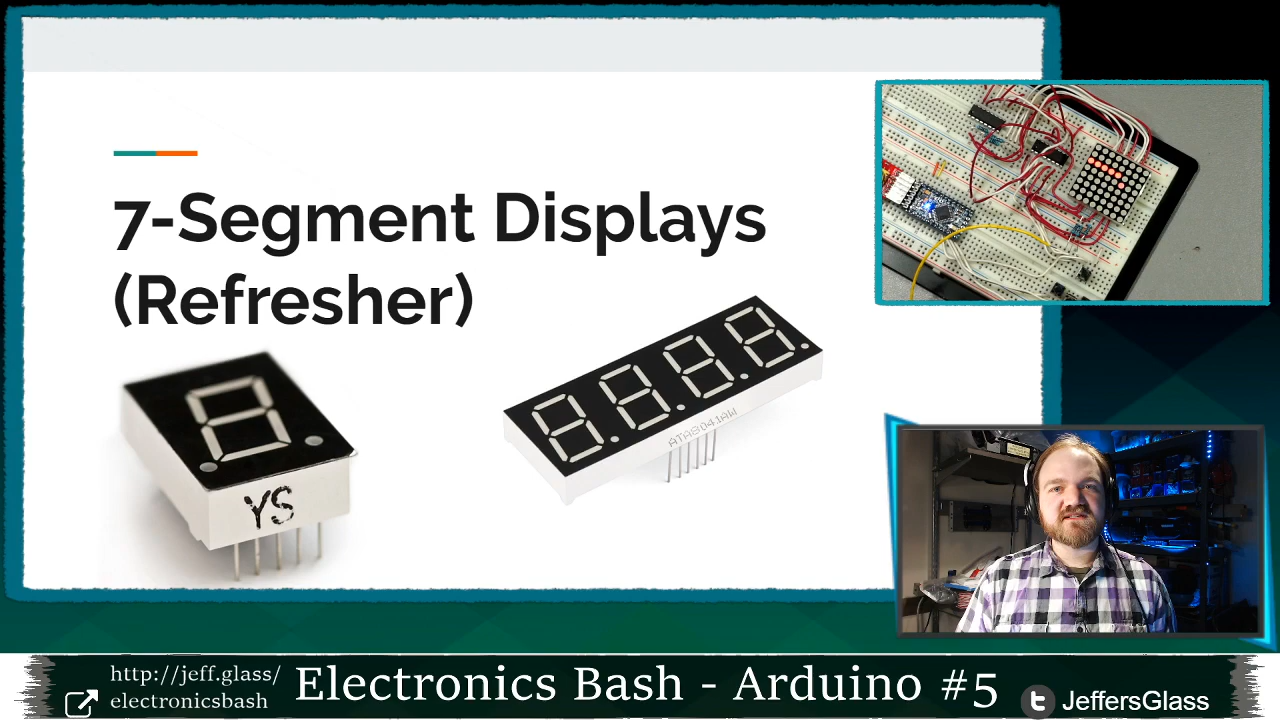 7-Segment Displays
(Refresher)
YS
http://jeff.glass/
electronicsbash
Electronics Bash - Arduino #5
JeffersGlass